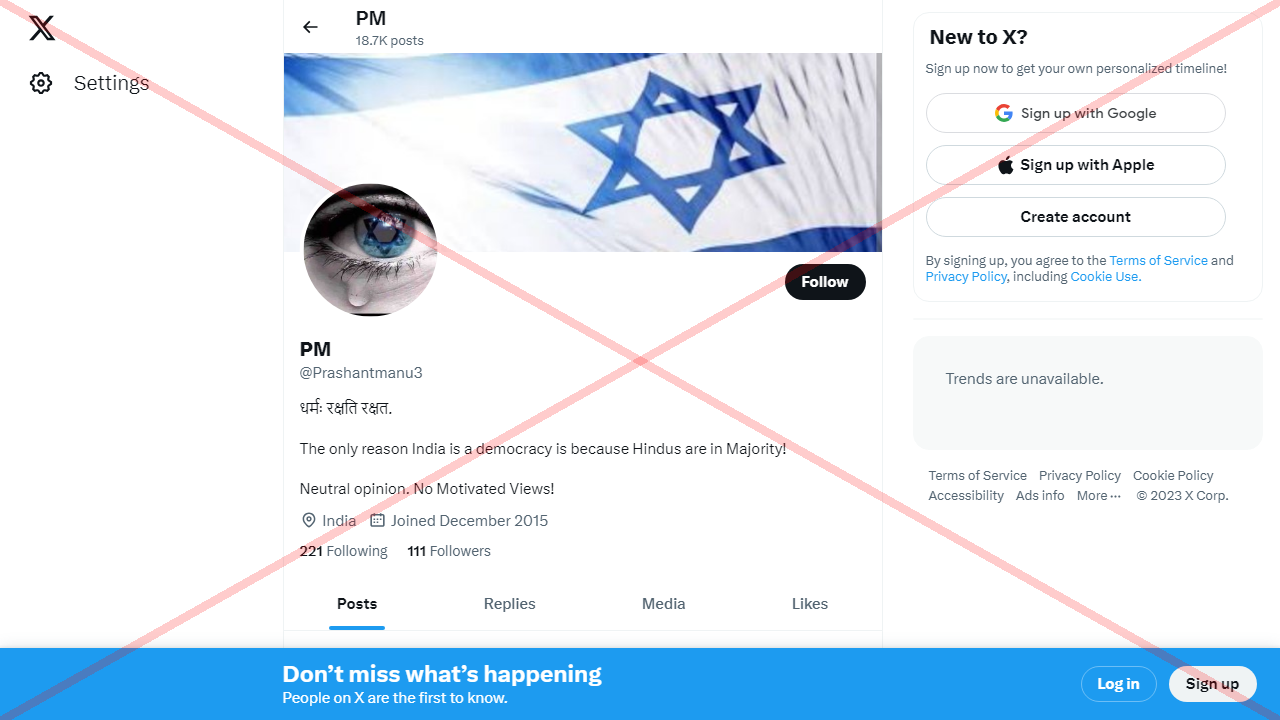 PM
18.7K posts
Settings
PM
@Prashantmanu3
धर्मः रक्षति रक्षत.
The only reason India is a democracy is because Hindus are in Majority!
Neutral opinion. No Motivated Views!
India Joined December 2015
221 Following 111 Followers
Follow
Posts Replies Media Likes
New to X?
Sign up now to get your own personalized timeline!
Sign up with Google
Sign up with Apple
Create account
By signing up, you agree to the Terms of Service and
Privacy Policy, including Cookie Use.
Trends are unavailable.
Terms of Service Privacy Policy Cookie Policy
Accessibility Ads info More ··· © 2023 X Corp.
Don’t miss what’s happening
People on X are the first to know.
Log in Sign up